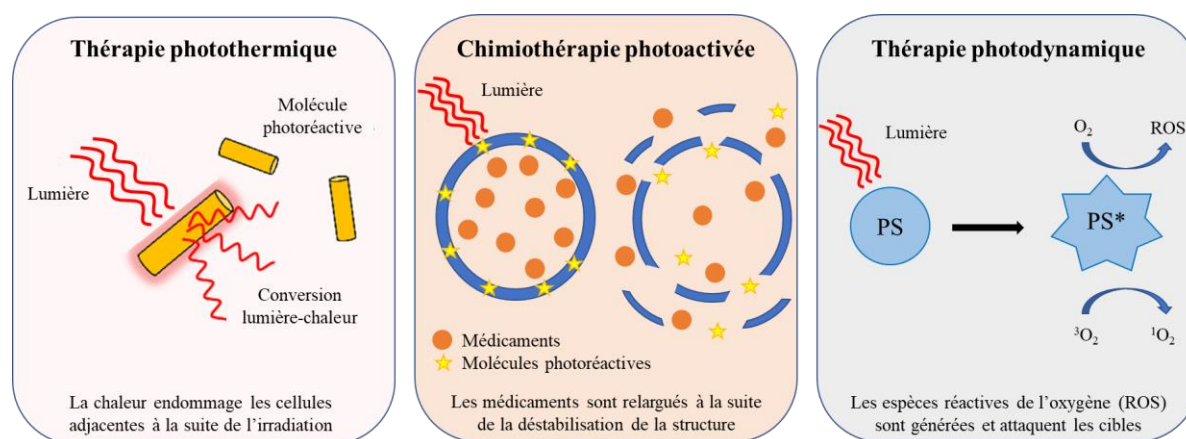 Thérapie photothermique
Molécule
photoréactive
Lumière
Conversion
lumière-chaleur
La chaleur endommage les cellules
adjacentes à la suite de l'irradiation
Chimiothérapie photoactivée
Lumière
Médicaments
Molécules photoréactives
Les médicaments sont relargués à la suite
de la déstabilisation de la structure
Thérapie photodynamique
Lumière
O₂ ROS
PS PS*
³O₂ ¹O₂
Les espèces réactives de l'oxygène (ROS)
sont générées et attaquent les cibles